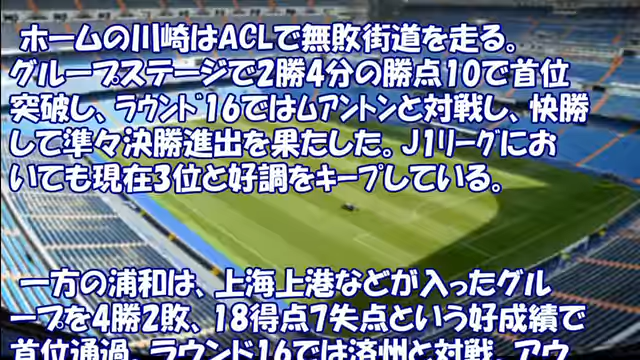 ホームの川崎はACLで無敗街道を走る。
グループステージで2勝4分の勝点10で首位
突破し、ﾗｳﾝﾄﾞ16ではﾑｱﾝﾄﾝと対戦し、快勝
して準々決勝進出を果たした。J1ﾘｰｸﾞにお
いても現在3位と好調をｷｰﾌﾟしている。
一方の浦和は、上海上港などが入ったグル
ープを4勝2敗、18得点7失点という好成績で
首位通過。ラウンド16では済州と対戦。アウ